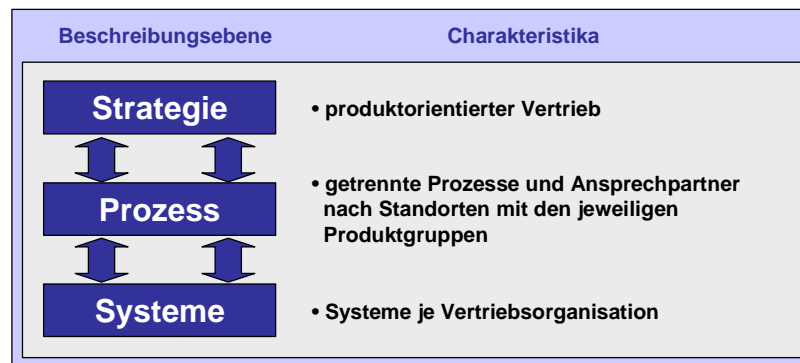 Beschreibungsebene Charakteristika
Strategie • produktorientierter Vertrieb
• getrennte Prozesse und Ansprechpartner
Prozess nach Standorten mit den jeweiligen
Produktgruppen
Systeme • Systeme je Vertriebsorganisation